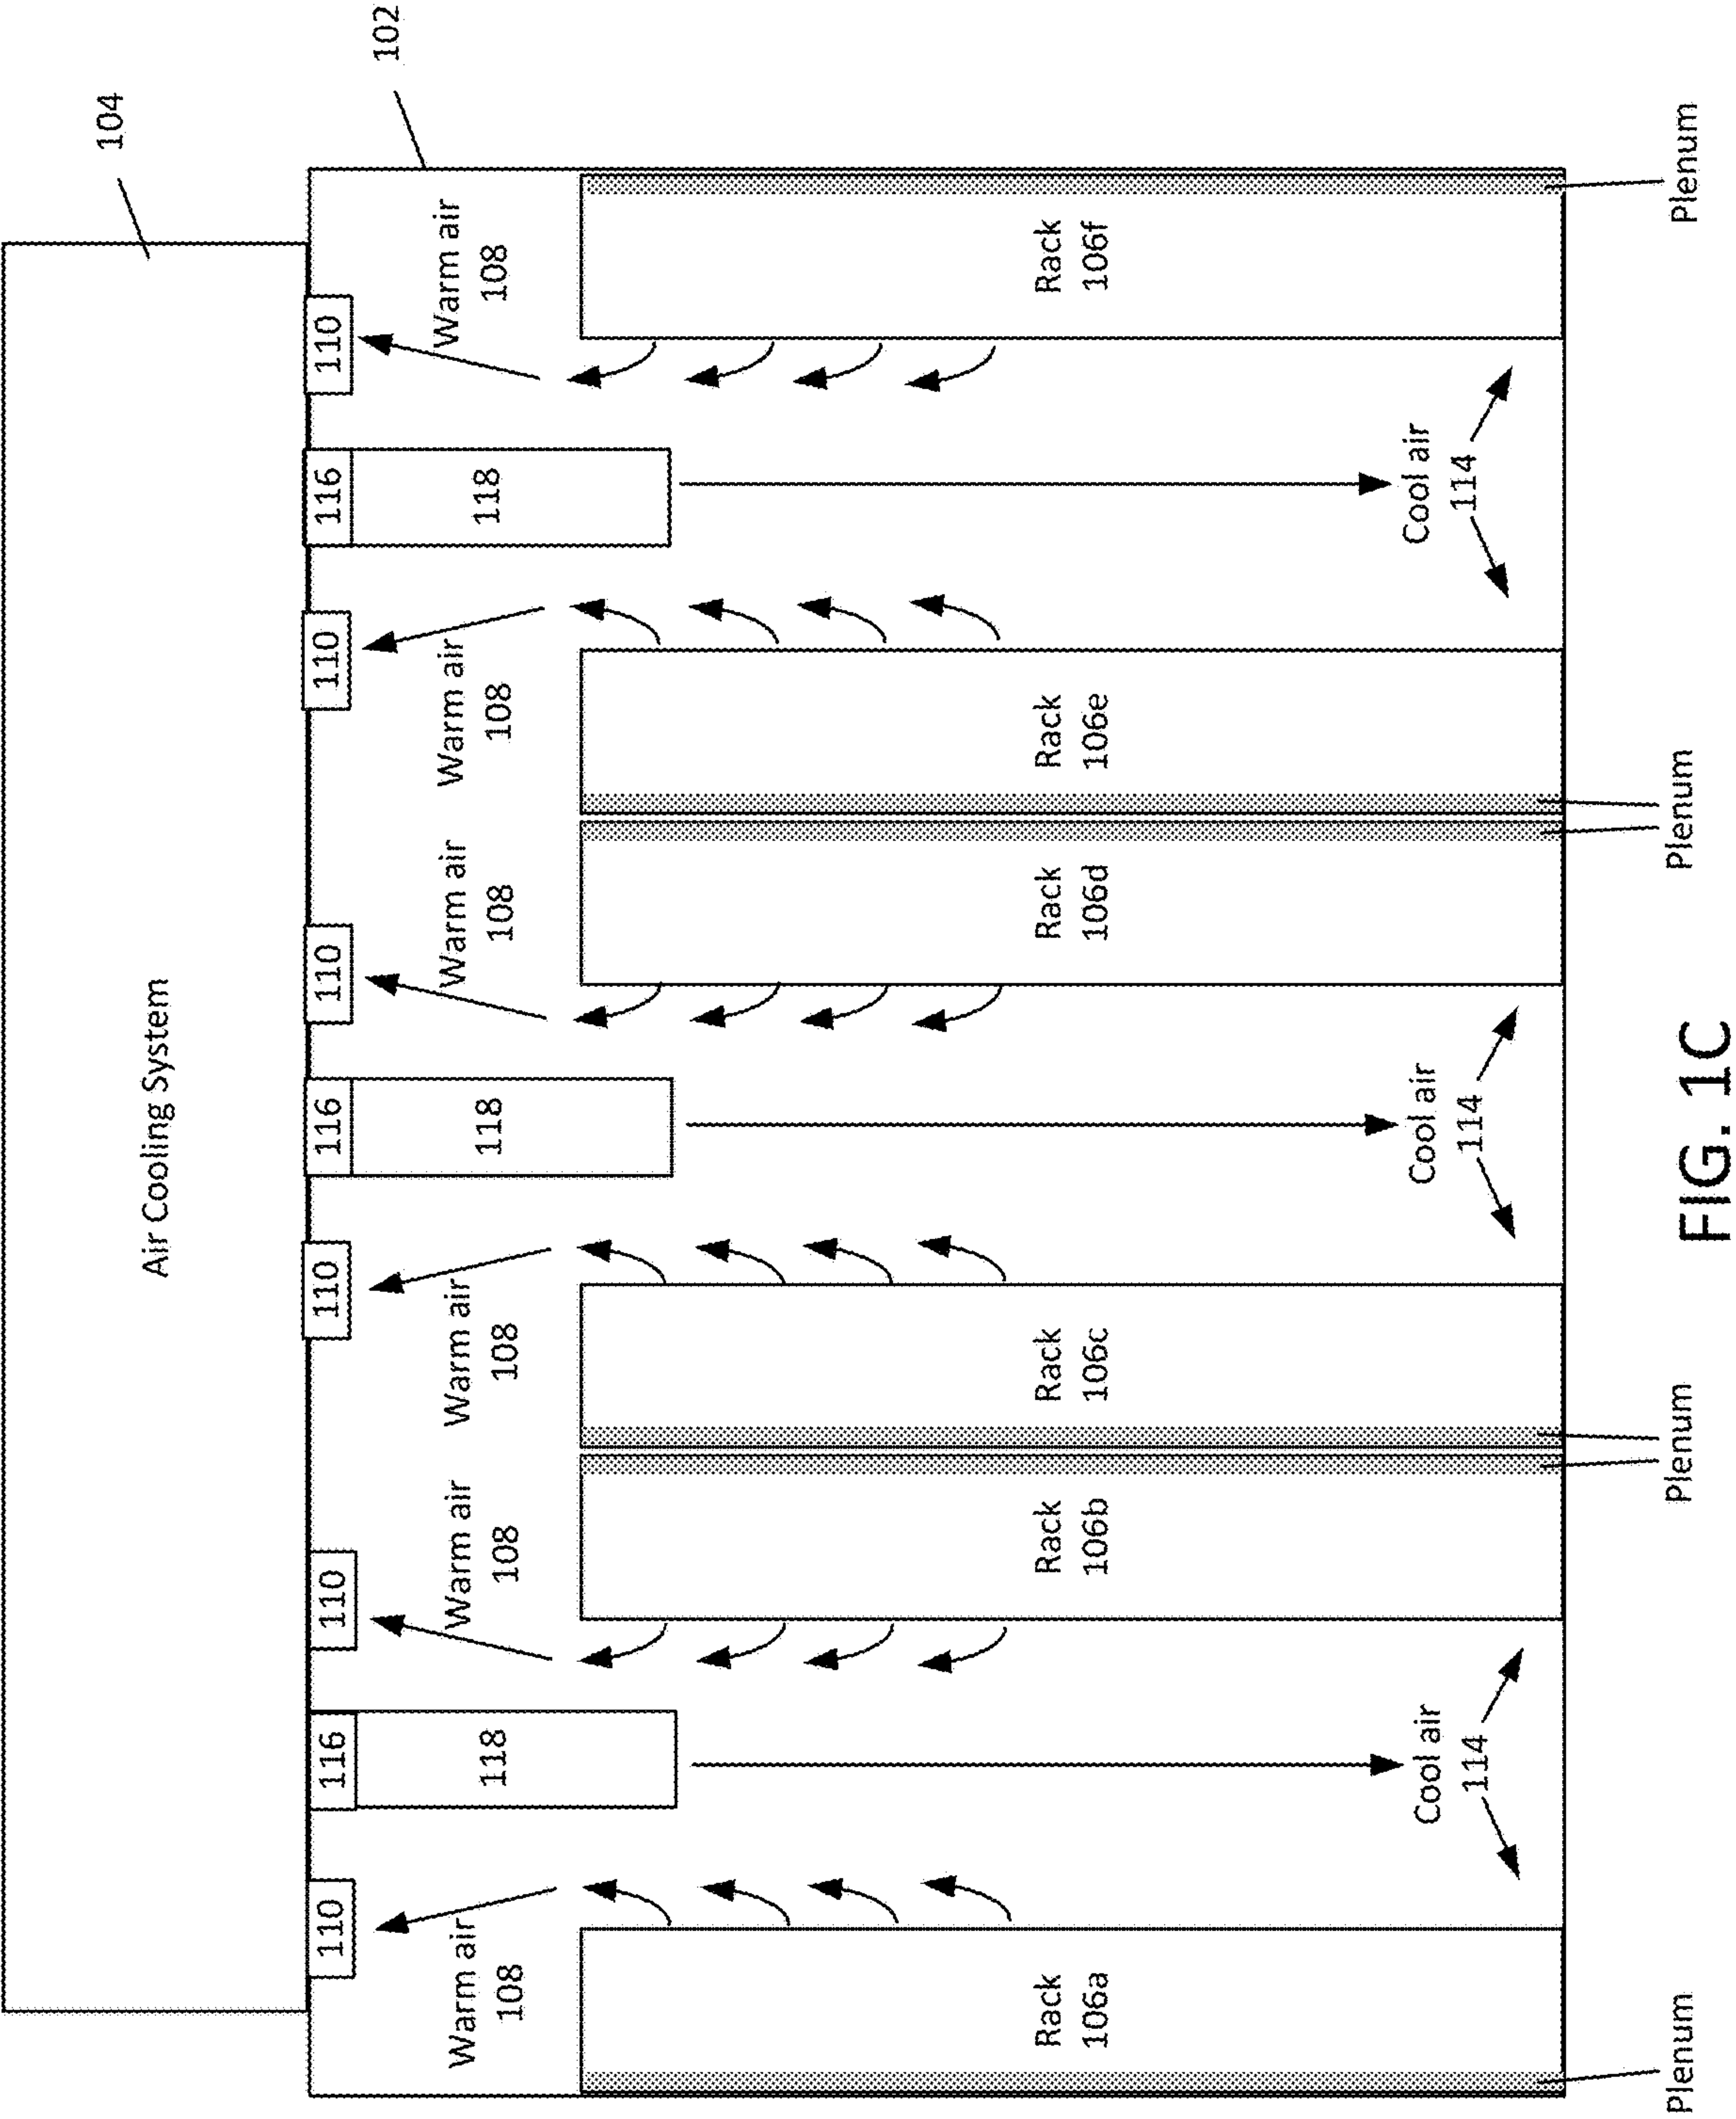 104
102
Air Cooling System
110
116
110
110
116
110
110
116
110
118
118
118
Warm air
108
Warm air
108
Warm air
108
Warm air
108
Warm air
108
Warm air
108
Rack
106a
Rack
106b
Rack
106c
Rack
106d
Rack
106e
Rack
106f
Cool air
114
Cool air
114
Cool air
114
Plenum
Plenum
Plenum
Plenum
FIG. 1C